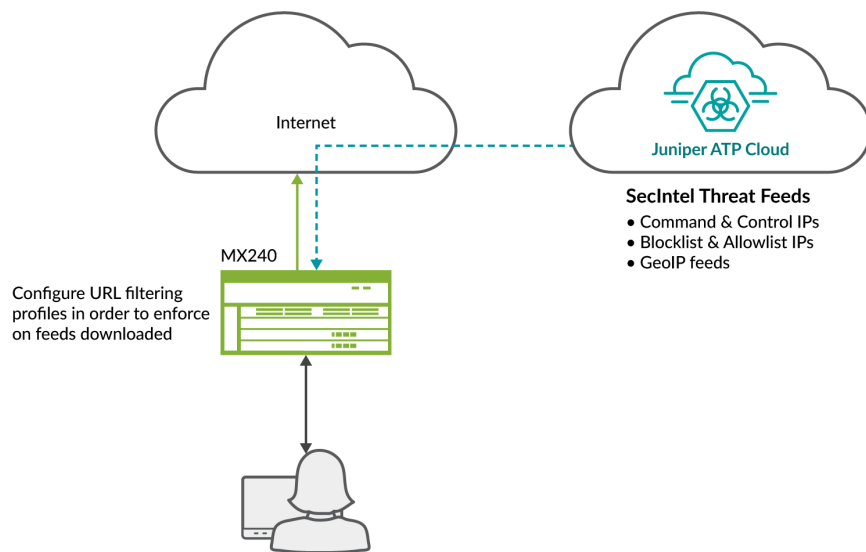 Internet
Juniper ATP Cloud
SecIntel Threat Feeds
• Command & Control IPs
• Blocklist & Allowlist IPs
• GeoIP feeds
MX240
Configure URL filtering
profiles in order to enforce
on feeds downloaded